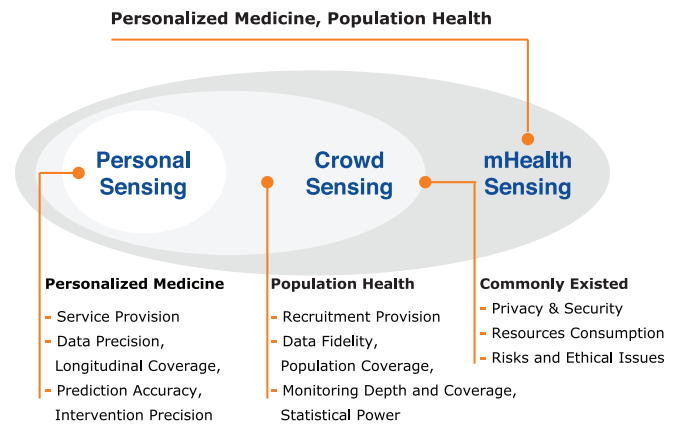 Personalized Medicine, Population Health
Personal
Sensing
Crowd
Sensing
mHealth
Sensing
Personalized Medicine
- Service Provision
- Data Precision,
Longitudinal Coverage,
- Prediction Accuracy,
Intervention Precision
Population Health
- Recruitment Provision
- Data Fidelity,
Population Coverage,
- Monitoring Depth and Coverage,
Statistical Power
Commonly Existed
- Privacy & Security
- Resources Consumption
- Risks and Ethical Issues